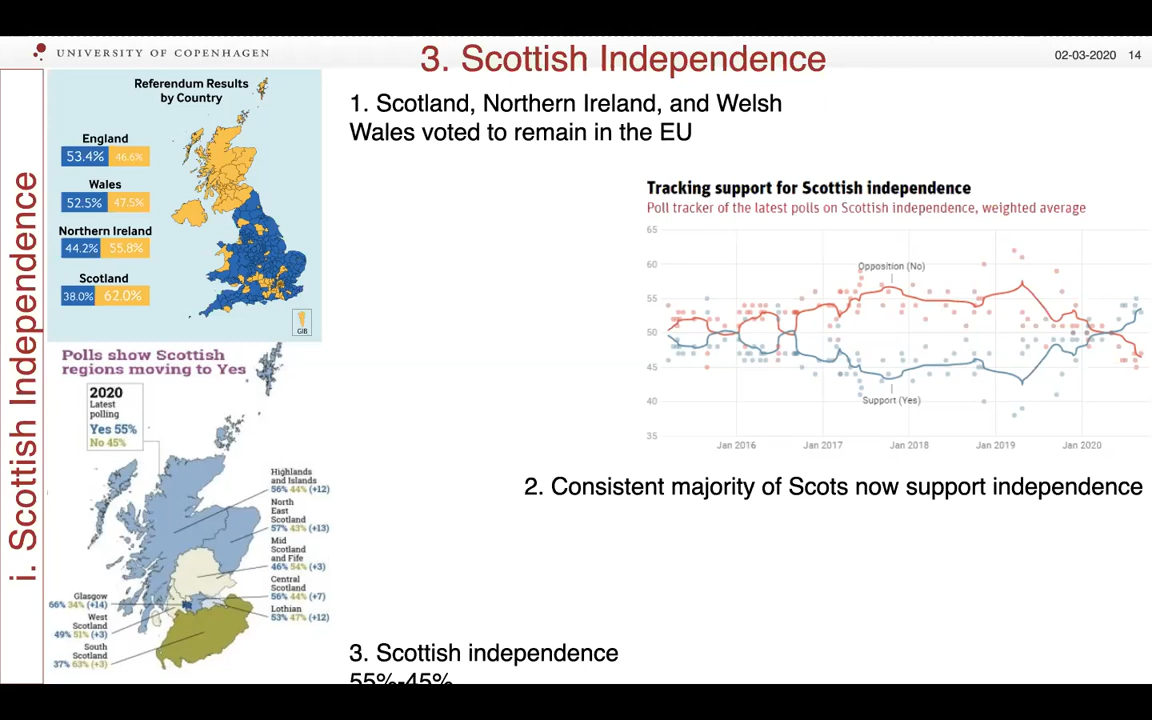 UNIVERSITY OF COPENHAGEN
3. Scottish Independence
02-03-2020 14
i. Scottish Independence
Referendum Results
by Country
England
53.4% 46.6%
Wales
52.5% 47.5%
Northern Ireland
44.2% 55.8%
Scotland
38.0% 62.0%
GIB
1. Scotland, Northern Ireland, and Welsh
Wales voted to remain in the EU
Tracking support for Scottish independence
Poll tracker of the latest polls on Scottish independence, weighted average
65
60
55
50
45
40
35
Opposition (No)
Support (Yes)
Jan 2016 Jan 2017 Jan 2018 Jan 2019 Jan 2020
2. Consistent majority of Scots now support independence
Polls show Scottish
regions moving to Yes
2020
Latest
polling
Yes 55%
No 45%
Highlands
and Islands
56% 44% (+12)
North
East
Scotland
57% 43% (+13)
Mid
Scotland
and Fife
46% 54% (+3)
Central
Scotland
56% 44% (+7)
Lothian
53% 47% (+12)
Glasgow
66% 34% (+14)
West
Scotland
49% 51% (+3)
South
Scotland
37% 63% (+3)
3. Scottish independence
55%-45%